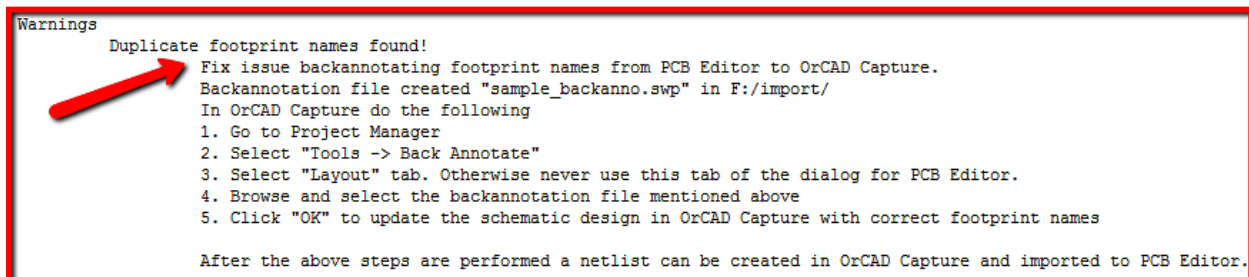 Warnings
Duplicate footprint names found!
Fix issue backannotating footprint names from PCB Editor to OrCAD Capture.
Backannotation file created "sample_backanno.swp" in F:/import/
In OrCAD Capture do the following
1. Go to Project Manager
2. Select "Tools -> Back Annotate"
3. Select "Layout" tab. Otherwise never use this tab of the dialog for PCB Editor.
4. Browse and select the backannotation file mentioned above
5. Click "OK" to update the schematic design in OrCAD Capture with correct footprint names
After the above steps are performed a netlist can be created in OrCAD Capture and imported to PCB Editor.